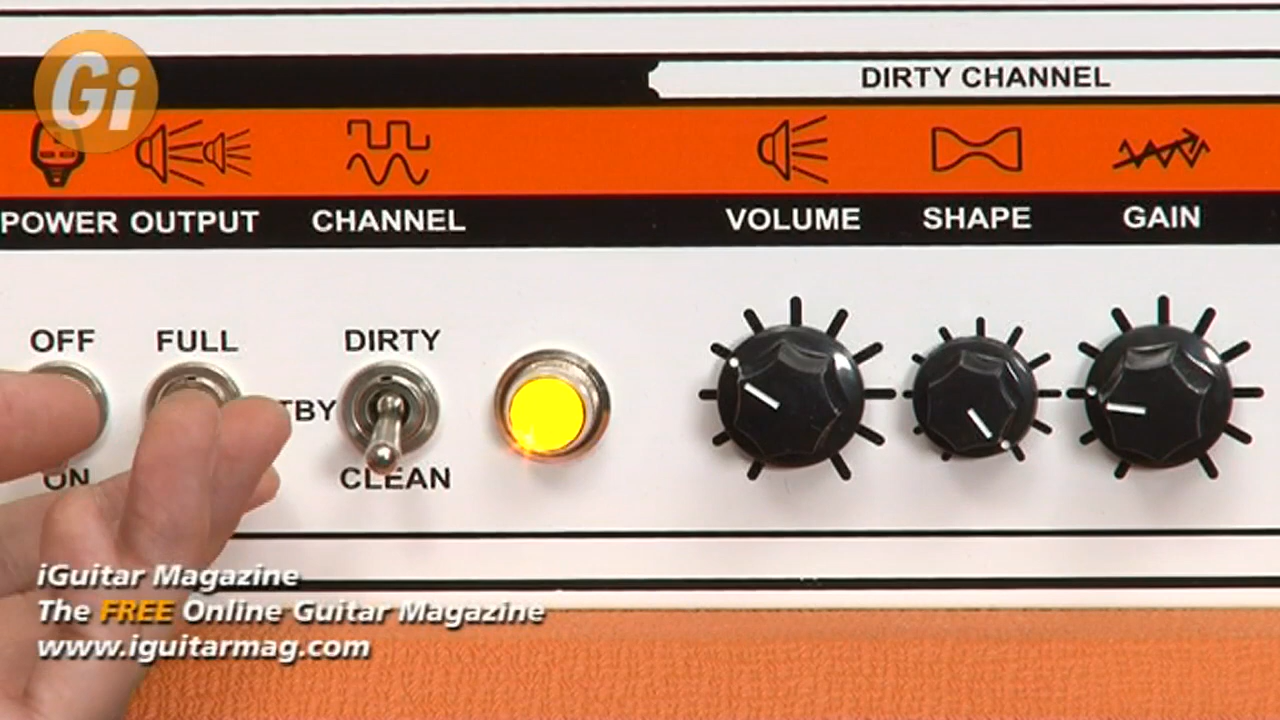 Gi
DIRTY CHANNEL
POWER OUTPUT CHANNEL VOLUME SHAPE GAIN
OFF FULL DIRTY
TBY
ON CLEAN
iGuitar Magazine
The FREE Online Guitar Magazine
www.iguitarmag.com